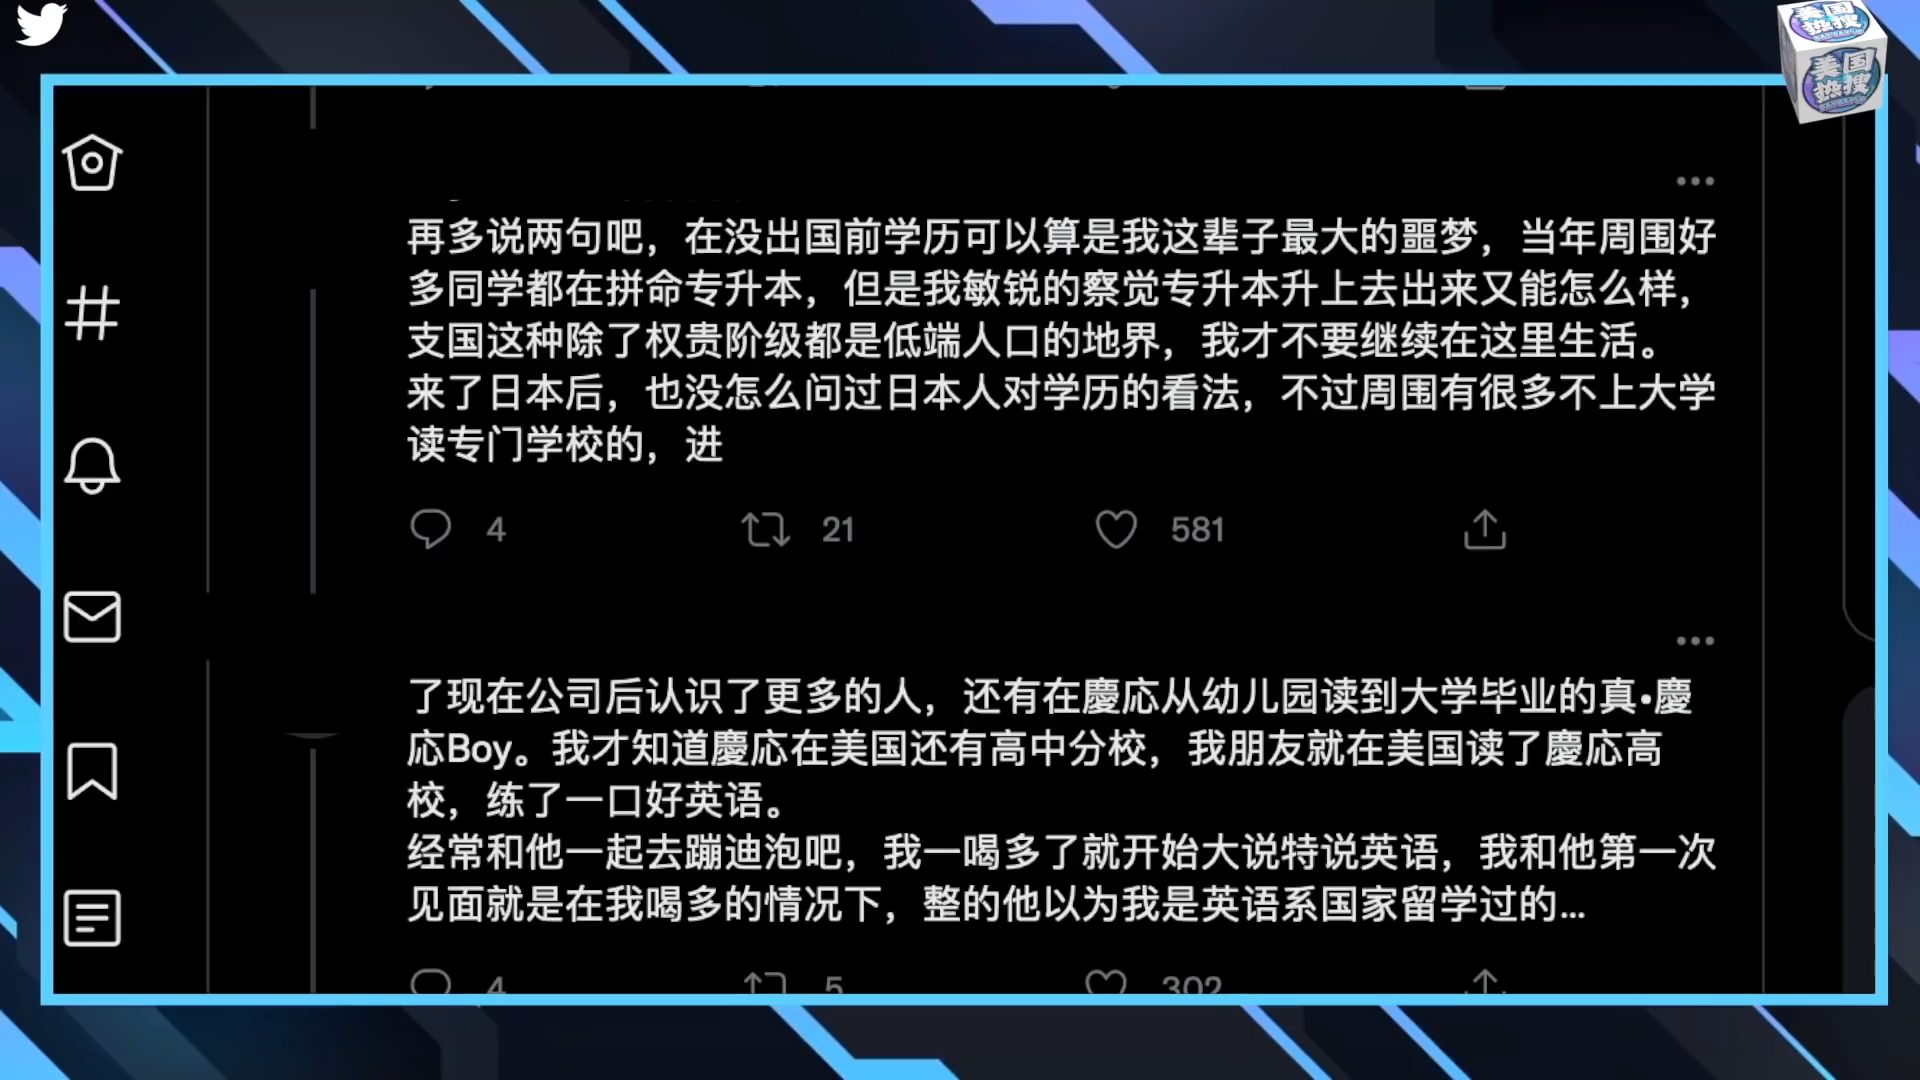 美国
热搜
美国
热搜
再多说两句吧，在没出国前学历可以算是我这辈子最大的噩梦，当年周围好
多同学都在拼命专升本，但是我敏锐的察觉专升本升上去出来又能怎么样，
支国这种除了权贵阶级都是低端人口的地界，我才不要继续在这里生活。
来了日本后，也没怎么问过日本人对学历的看法，不过周围有很多不上大学
读专门学校的，进
4 21 581
了现在公司后认识了更多的人，还有在慶応从幼儿园读到大学毕业的真•慶
応Boy。我才知道慶応在美国还有高中分校，我朋友就在美国读了慶応高
校，练了一口好英语。
经常和他一起去蹦迪泡吧，我一喝多了就开始大说特说英语，我和他第一次
见面就是在我喝多的情况下，整的他以为我是英语系国家留学过的...
4 5 302